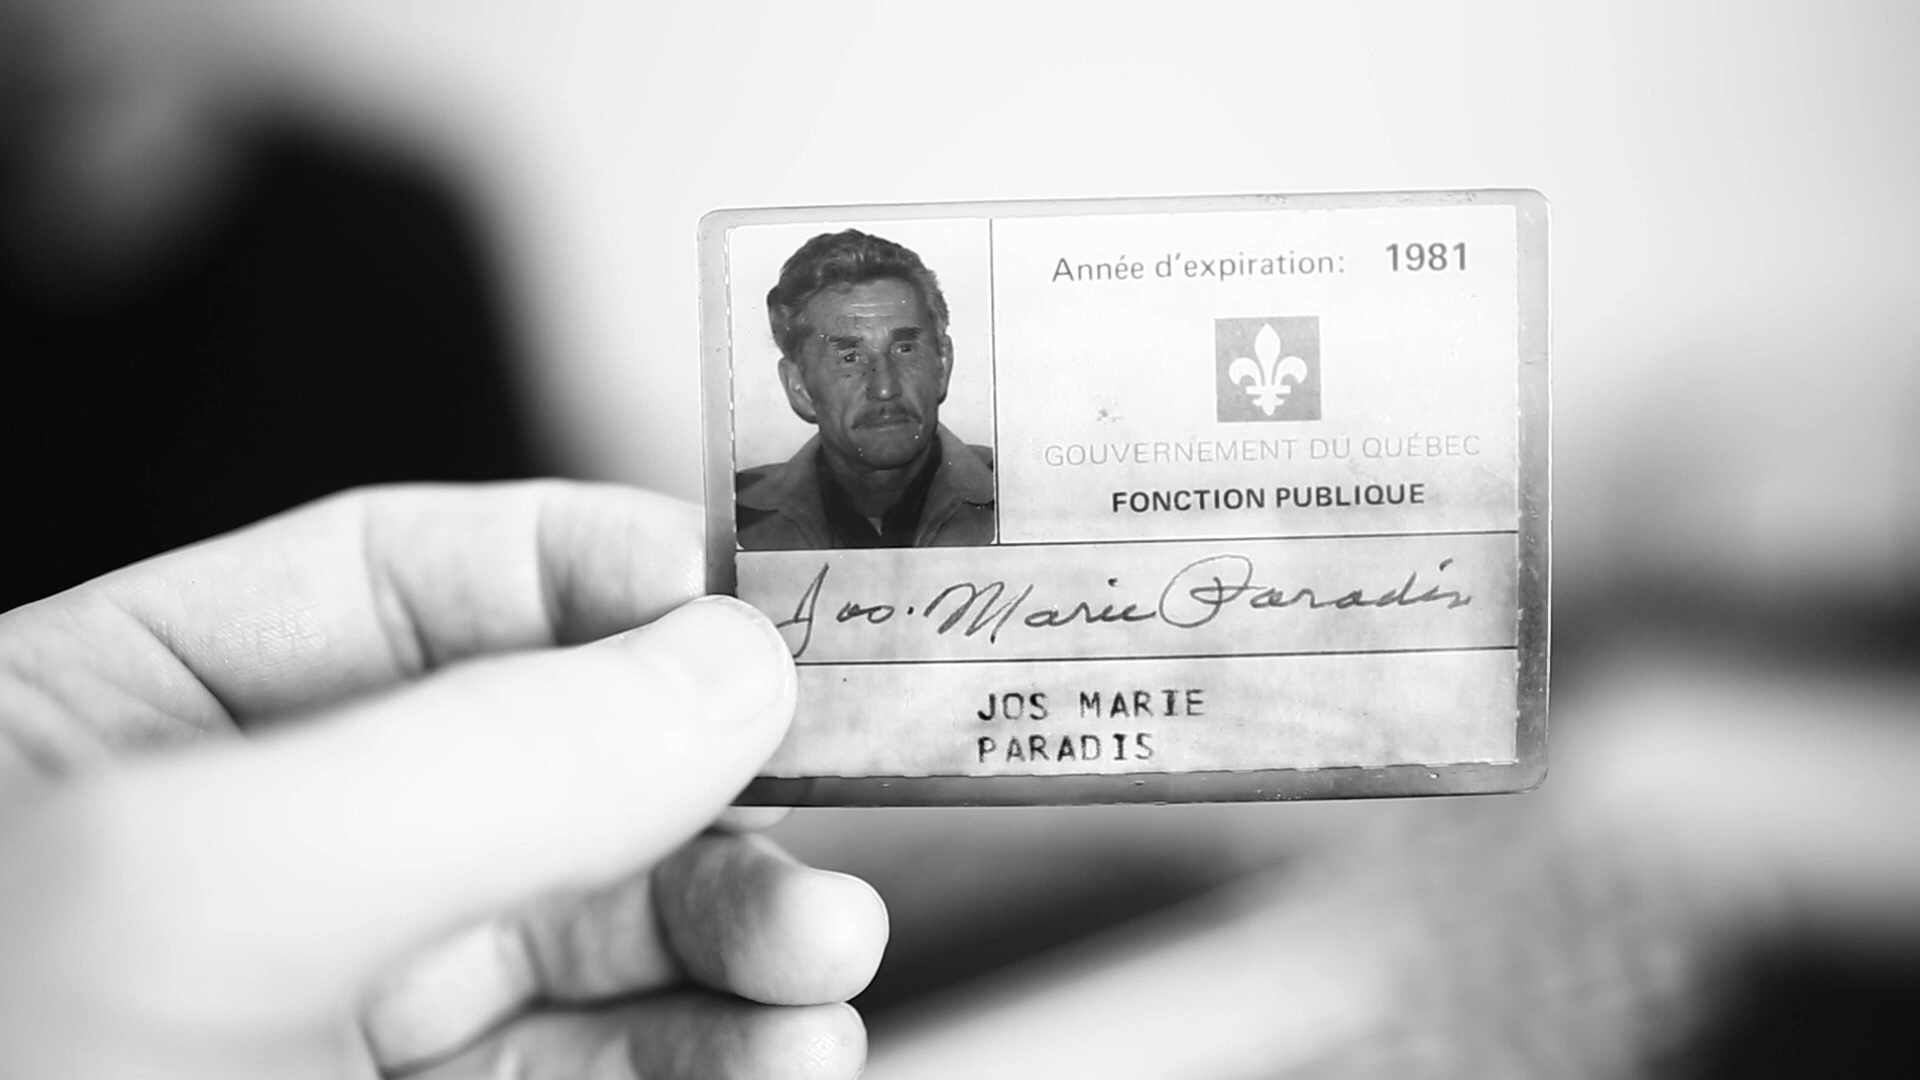 Année d'expiration: 1981
GOUVERNEMENT DU QUÉBEC
FONCTION PUBLIQUE
Jos. Marie Paradis
JOS MARIE
PARADIS